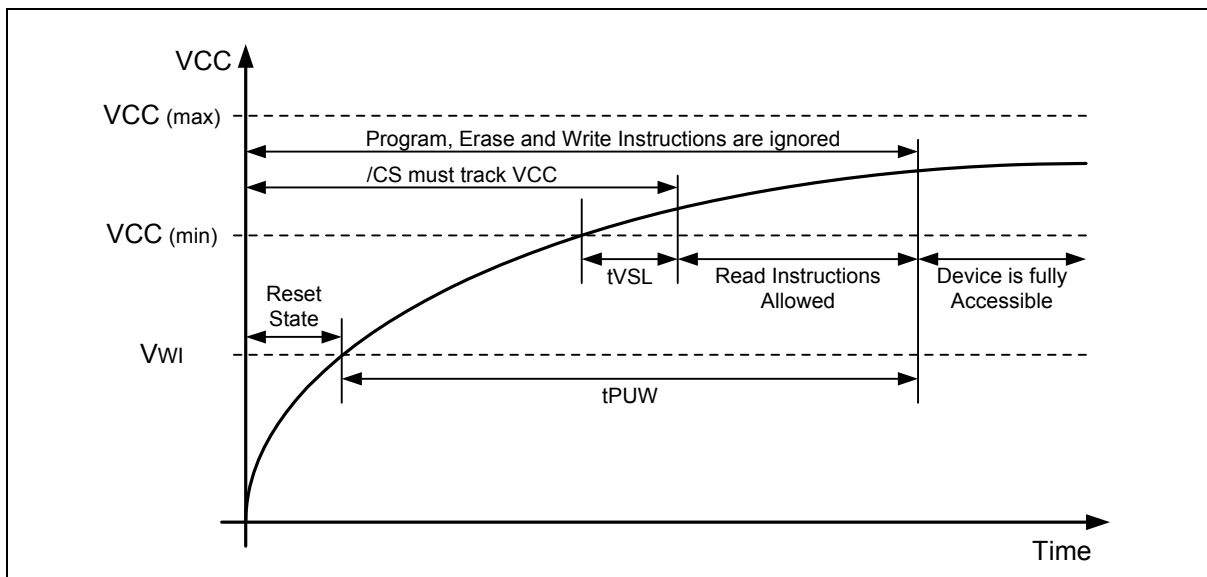 VCC
VCC (max)
Program, Erase and Write Instructions are ignored
/CS must track VCC
VCC (min)
tVSL
Read Instructions
Allowed
Device is fully
Accessible
Reset
State
VWI
tPUW
Time